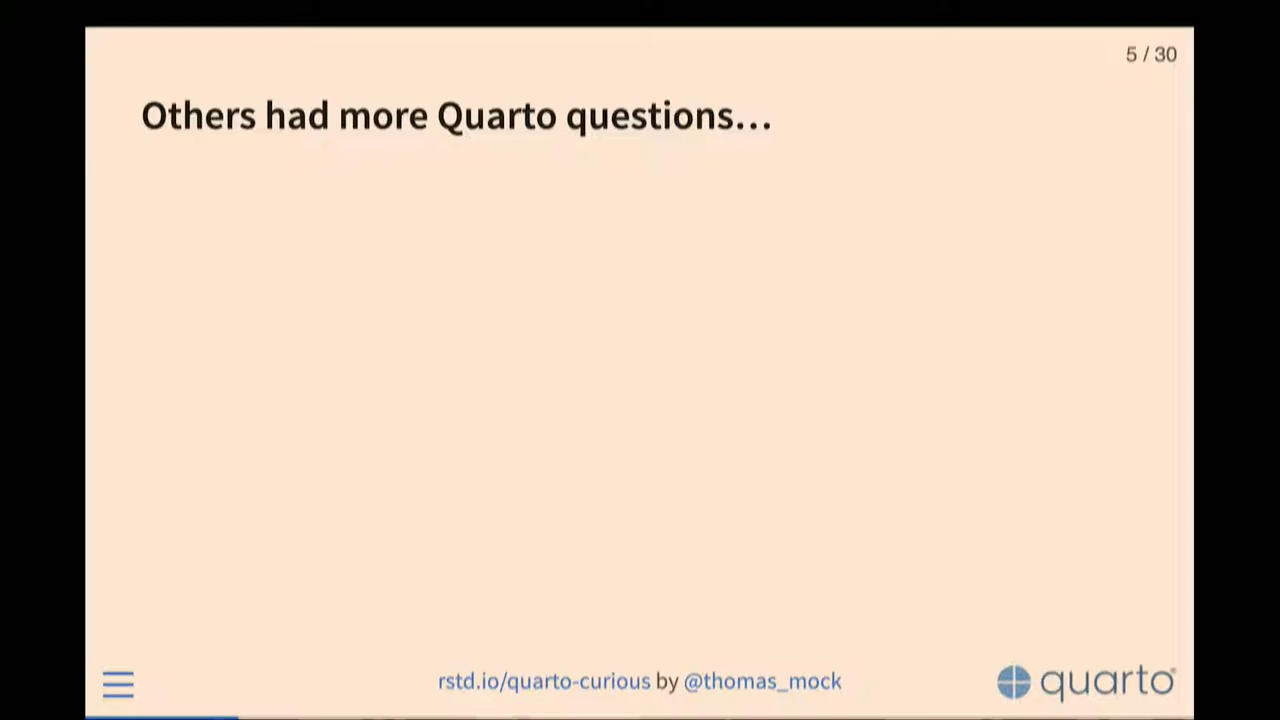 5 / 30
Others had more Quarto questions…
rstd.io/quarto-curious by @thomas_mock
quarto